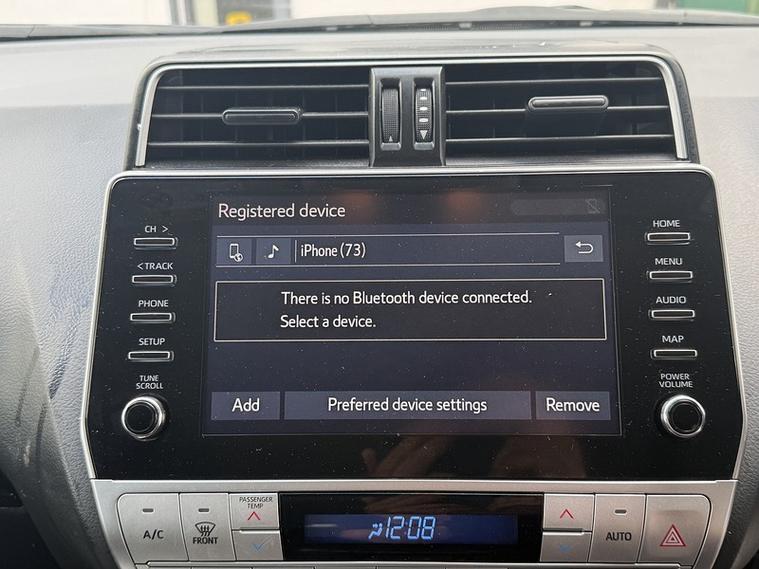 Registered device
iPhone (73)
There is no Bluetooth device connected.
Select a device.
Add
Preferred device settings
Remove
CH >
< TRACK
PHONE
SETUP
TUNE
SCROLL
HOME
MENU
AUDIO
MAP
POWER
VOLUME
A/C
FRONT
PASSENGER
TEMP
12:08
AUTO